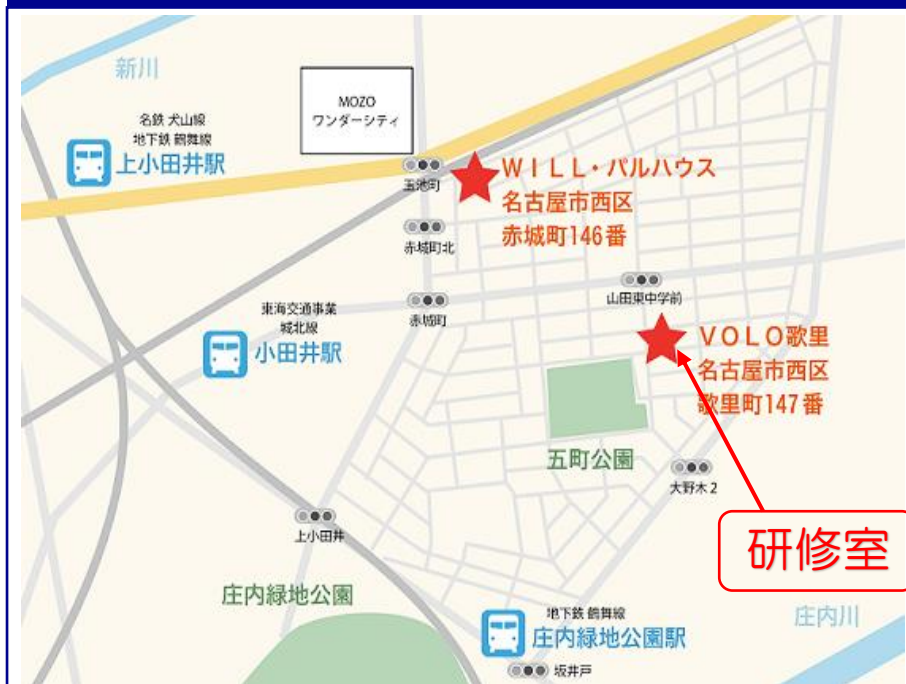 新川
MOZO
ワンダーシティ
名鉄 犬山線
地下鉄 鶴舞線
上小田井駅
玉池町
WILL・パルハウス
名古屋市西区
赤城町146番
赤城町北
山田東中学前
東海交通事業
城北線
小田井駅
赤城町
VOLO歌里
名古屋市西区
歌里町147番
五町公園
大野木2
上小田井
研修室
庄内緑地公園
地下鉄 鶴舞線
庄内緑地公園駅
庄内川
坂井戸